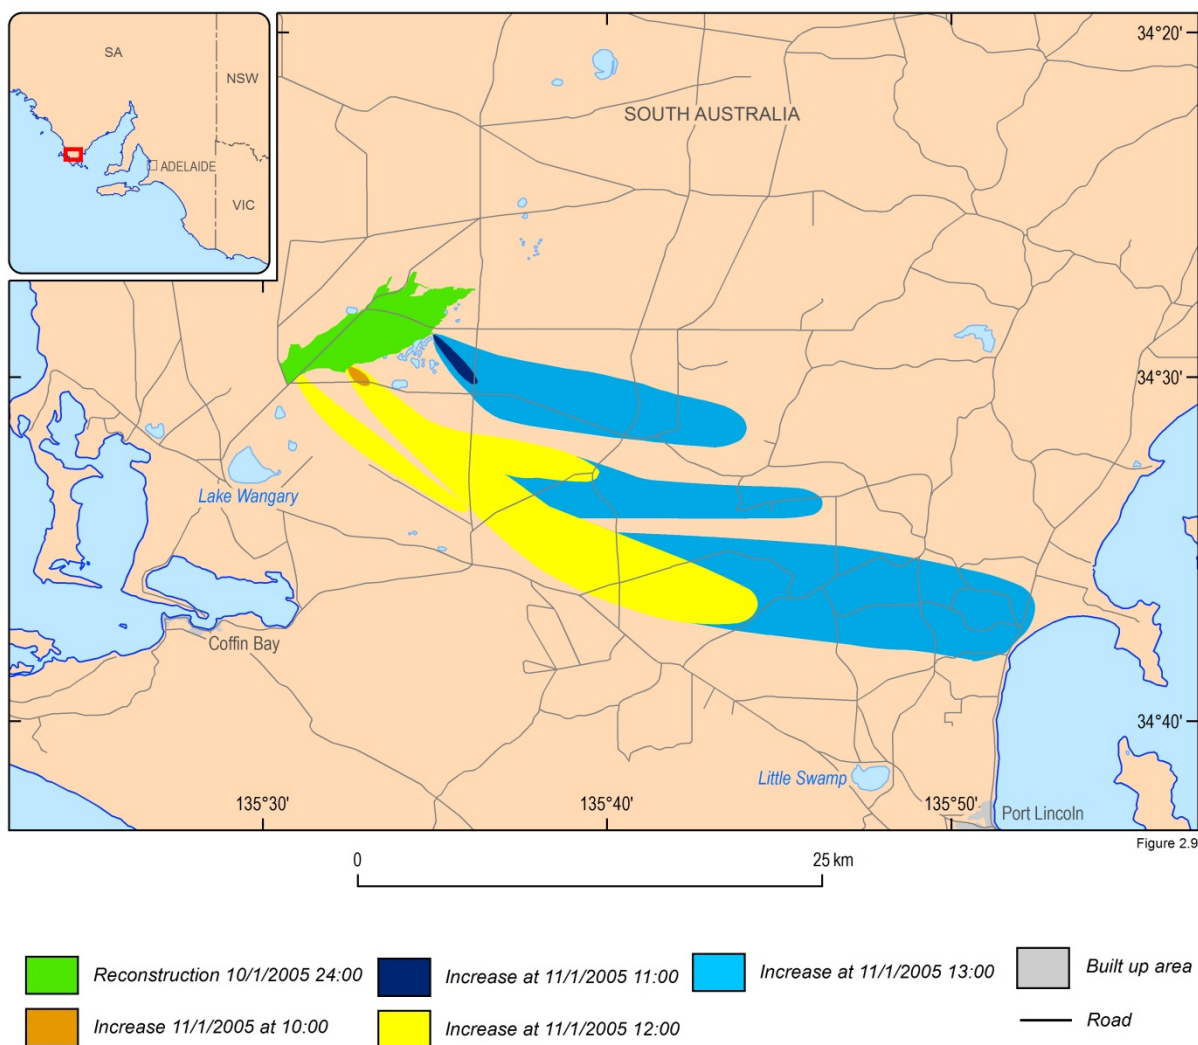 SA
NSW
ADELAIDE
VIC
34°20'
SOUTH AUSTRALIA
34°30'
Lake Wangary
Coffin Bay
34°40'
Little Swamp
135°30'
135°40'
135°50'
Port Lincoln
Figure 2.9
0
25 km
Reconstruction 10/1/2005 24:00
Increase at 11/1/2005 11:00
Increase at 11/1/2005 13:00
Built up area
Increase 11/1/2005 at 10:00
Increase at 11/1/2005 12:00
Road